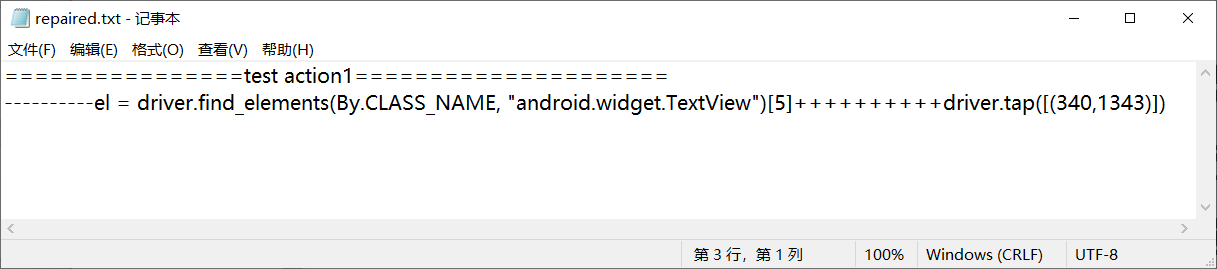 repaired.txt - 记事本
文件(F) 编辑(E) 格式(O) 查看(V) 帮助(H)
================test action1=====================
----------el = driver.find_elements(By.CLASS_NAME, "android.widget.TextView")[5]++++++++++driver.tap([(340,1343)])
第 3 行，第 1 列 100% Windows (CRLF) UTF-8